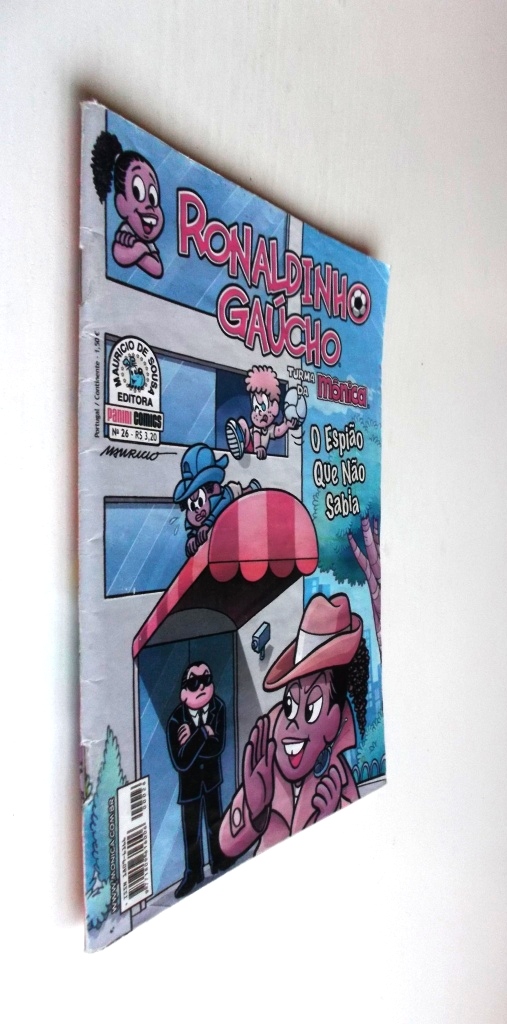 RONALDINHO
GAÚCHO
TURMA DA Mônica
O Espião
Que Não
Sabia
Portugal / Continente - 1,50 €
MAURICIO DE SOUSA
EDITORA
PANINI COMICS
Nº 26 - R$ 3,20
MAURICIO
WWW.MONICA.COM.BR